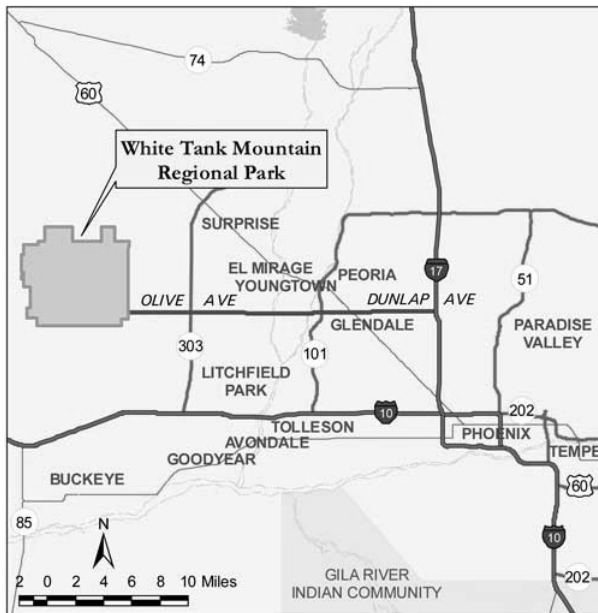 74
60
White Tank Mountain
Regional Park
SURPRISE
EL MIRAGE
YOUNGTOWN
PEORIA
17
51
OLIVE AVE
DUNLAP AVE
GLENDALE
PARADISE
VALLEY
303
101
LITCHFIELD
PARK
10
202
TOLLESON
PHOENIX
AVONDALE
TEMPE
GOODYEAR
BUCKEYE
60
85
N
10
2 0 2 4 6 8 10 Miles
GILA RIVER
INDIAN COMMUNITY
202